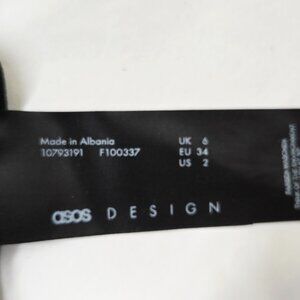 Made in Albania
10793191 F100337
UK 6
EU 34
US 2
asos DESIGN